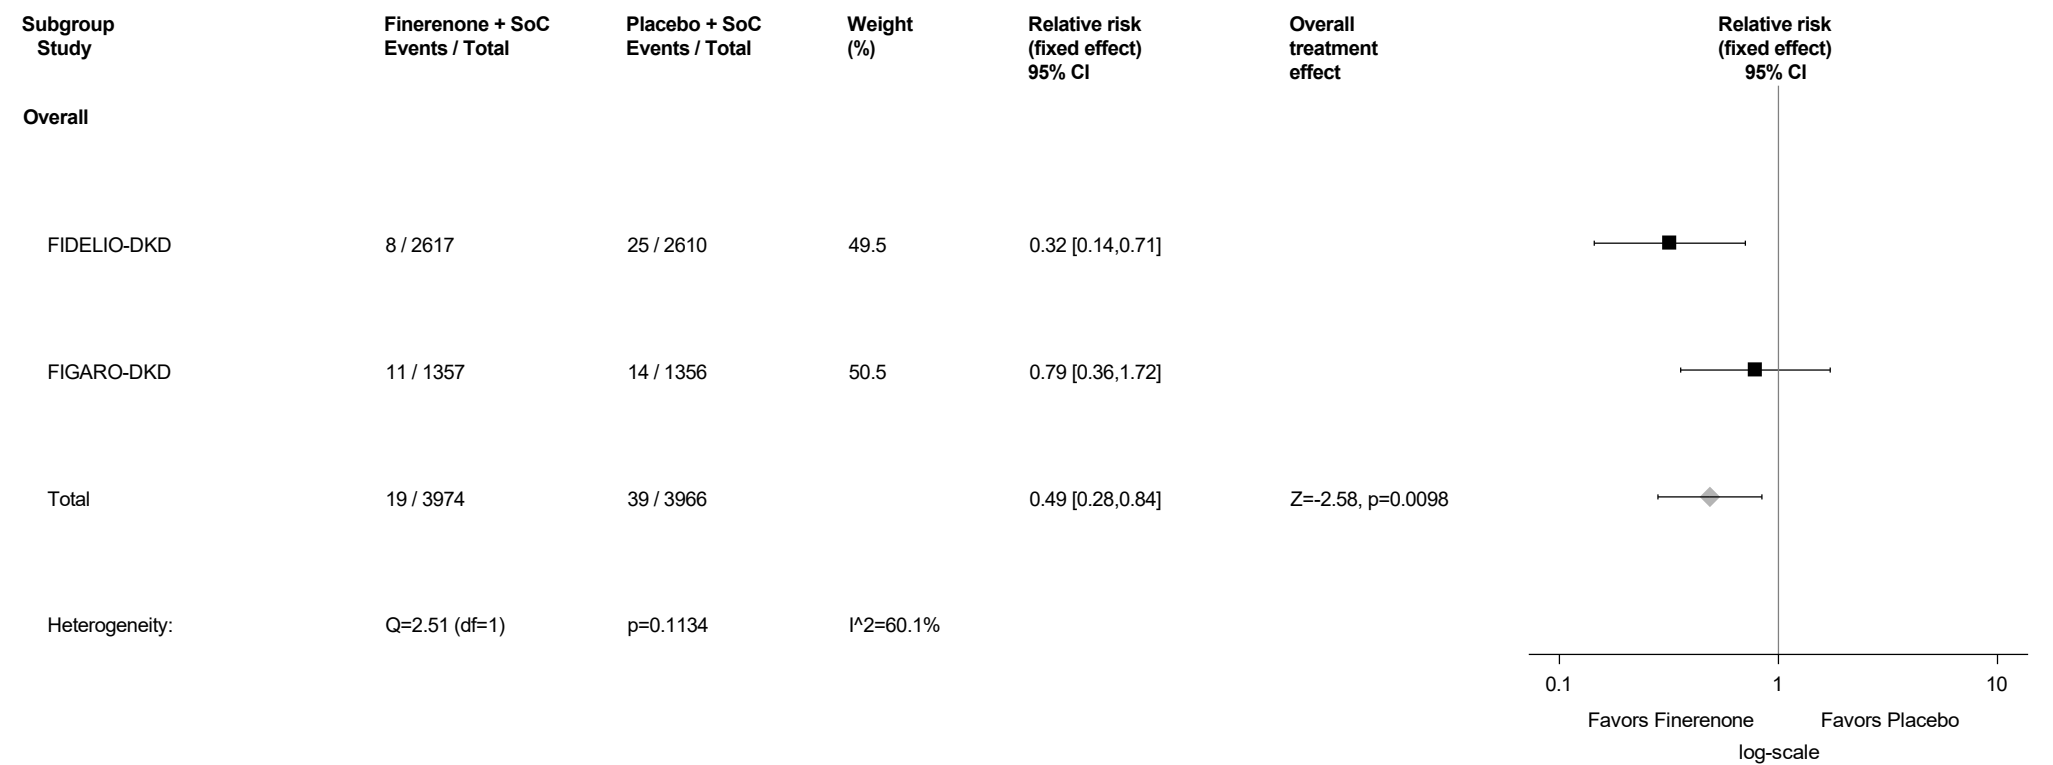 Subgroup Finerenone + SoC Placebo + SoC Weight Relative risk Overall Relative risk
Study Events / Total Events / Total (%) (fixed effect) treatment (fixed effect)
95% CI effect 95% CI
Overall
FIDELIO-DKD 8 / 2617 25 / 2610 49.5 0.32 [0.14,0.71]
FIGARO-DKD 11 / 1357 14 / 1356 50.5 0.79 [0.36,1.72]
Total 19 / 3974 39 / 3966 0.49 [0.28,0.84] Z=-2.58, p=0.0098
Heterogeneity: Q=2.51 (df=1) p=0.1134 I^2=60.1%
0.1 1 10
Favors Finerenone Favors Placebo
log-scale